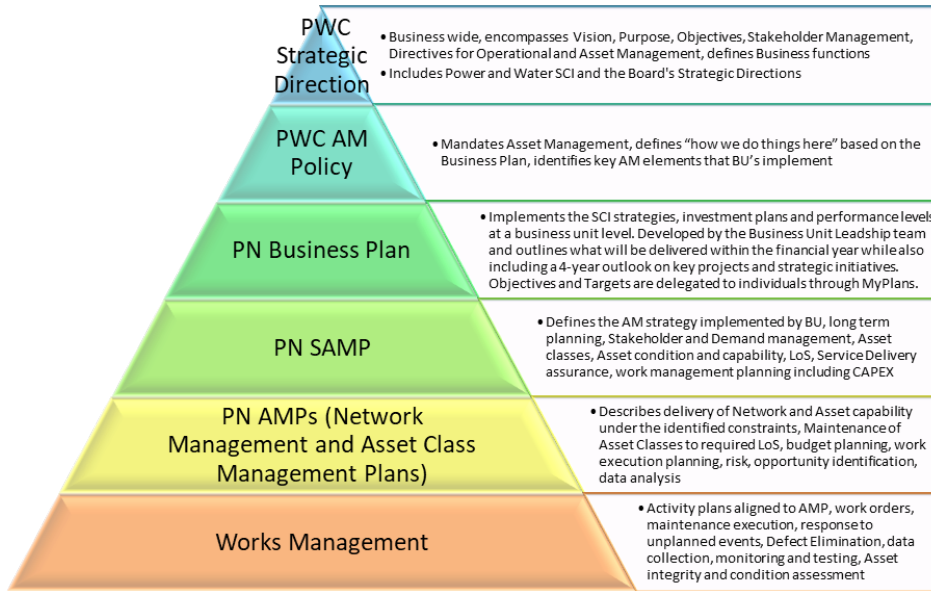 PWC
Strategic
Direction
• Business wide, encompasses Vision, Purpose, Objectives, Stakeholder Management,
Directives for Operational and Asset Management, defines Business functions
• Includes Power and Water SCI and the Board's Strategic Directions
PWC AM
Policy
• Mandates Asset Management, defines "how we do things here" based on the
Business Plan, identifies key AM elements that BU's implement
PN Business Plan
• Implements the SCI strategies, investment plans and performance levels
at a business unit level. Developed by the Business Unit Leadship team
and outlines what will be delivered within the financial year while also
including a 4-year outlook on key projects and strategic initiatives.
Objectives and Targets are delegated to individuals through MyPlans.
PN SAMP
• Defines the AM strategy implemented by BU, long term
planning, Stakeholder and Demand management, Asset
classes, Asset condition and capability, LoS, Service Delivery
assurance, work management planning including CAPEX
PN AMPs (Network
Management and Asset Class
Management Plans)
• Describes delivery of Network and Asset capability
under the identified constraints, Maintenance of
Asset Classes to required LoS, budget planning, work
execution planning, risk, opportunity identification,
data analysis
Works Management
• Activity plans aligned to AMP, work orders,
maintenance execution, response to
unplanned events, Defect Elimination, data
collection, monitoring and testing, Asset
integrity and condition assessment